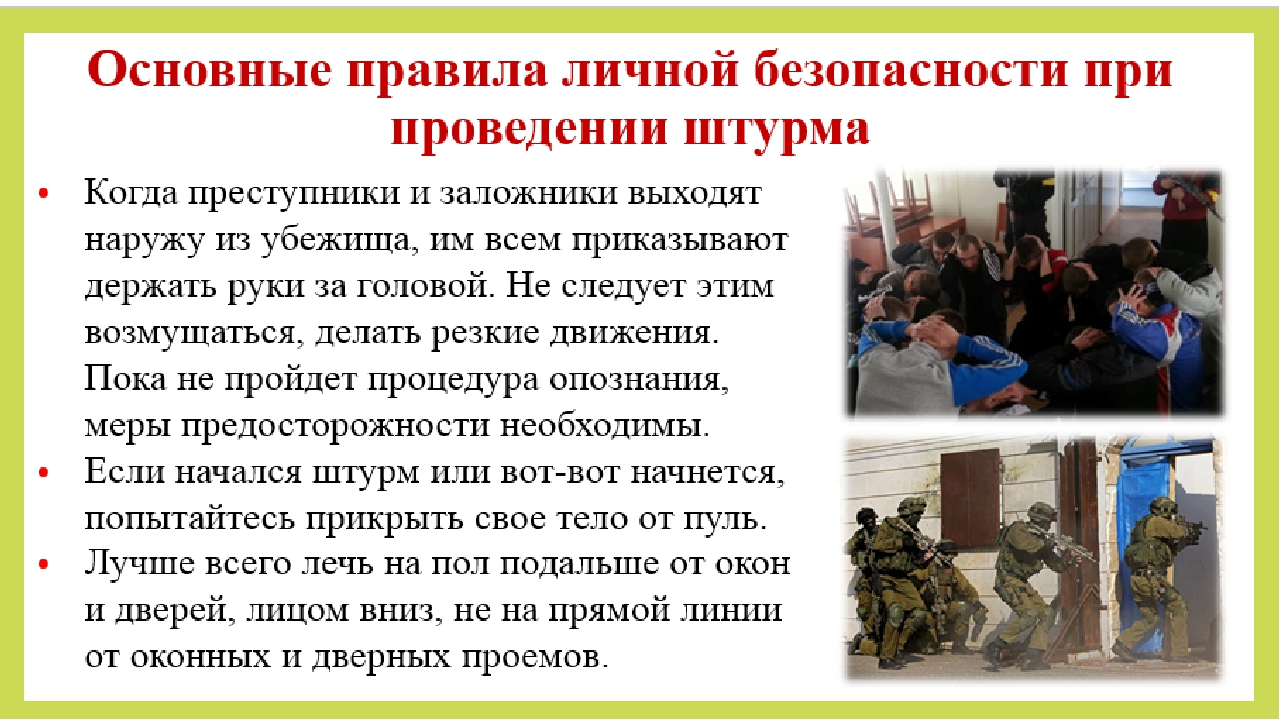 Основные правила личной безопасности при
проведении штурма
• Когда преступники и заложники выходят
наружу из убежища, им всем приказывают
держать руки за головой. Не следует этим
возмущаться, делать резкие движения.
Пока не пройдет процедура опознания,
меры предосторожности необходимы.
• Если начался штурм или вот-вот начнется,
попытайтесь прикрыть свое тело от пуль.
• Лучше всего лечь на пол подальше от окон
и дверей, лицом вниз, не на прямой линии
от оконных и дверных проемов.